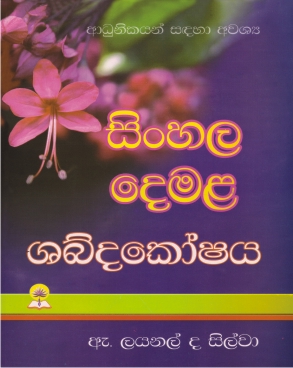 ආධුනිකයන් සඳහා අවශ්‍ය
සිංහල
දෙමළ
ශබ්දකෝෂය
ඇ. ලයනල් ද සිල්වා